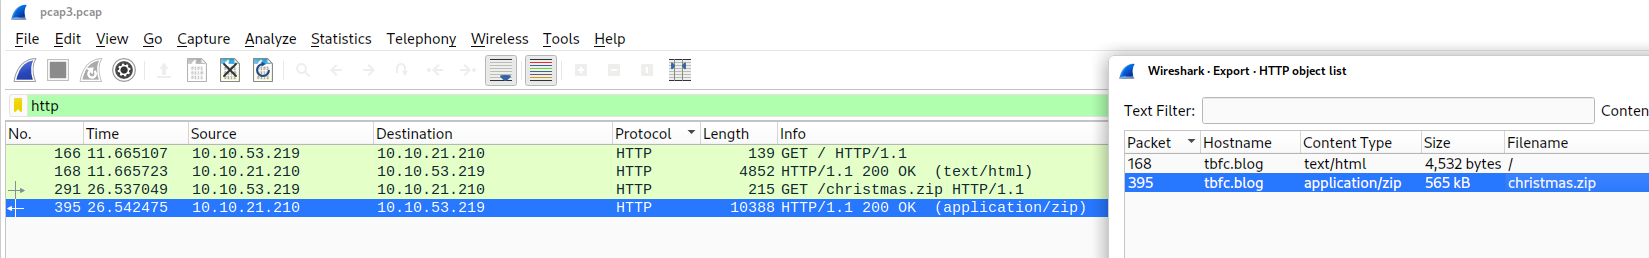 pcap3.pcap
File Edit View Go Capture Analyze Statistics Telephony Wireless Tools Help
http
No. Time Source Destination Protocol Length Info
166 11.665107 10.10.53.219 10.10.21.210 HTTP 139 GET / HTTP/1.1
168 11.665723 10.10.21.210 10.10.53.219 HTTP 4852 HTTP/1.1 200 OK (text/html)
291 26.537049 10.10.53.219 10.10.21.210 HTTP 215 GET /christmas.zip HTTP/1.1
395 26.542475 10.10.21.210 10.10.53.219 HTTP 10388 HTTP/1.1 200 OK (application/zip)
Wireshark · Export · HTTP object list
Text Filter: Conten
Packet Hostname Content Type Size Filename
168 tbfc.blog text/html 4,532 bytes /
395 tbfc.blog application/zip 565 kB christmas.zip